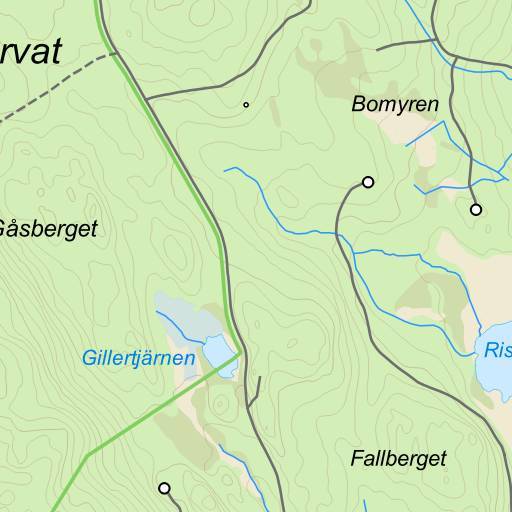 rvat
Bomyren
Gåsberget
Gillertjärnen
Ris
Fallberget